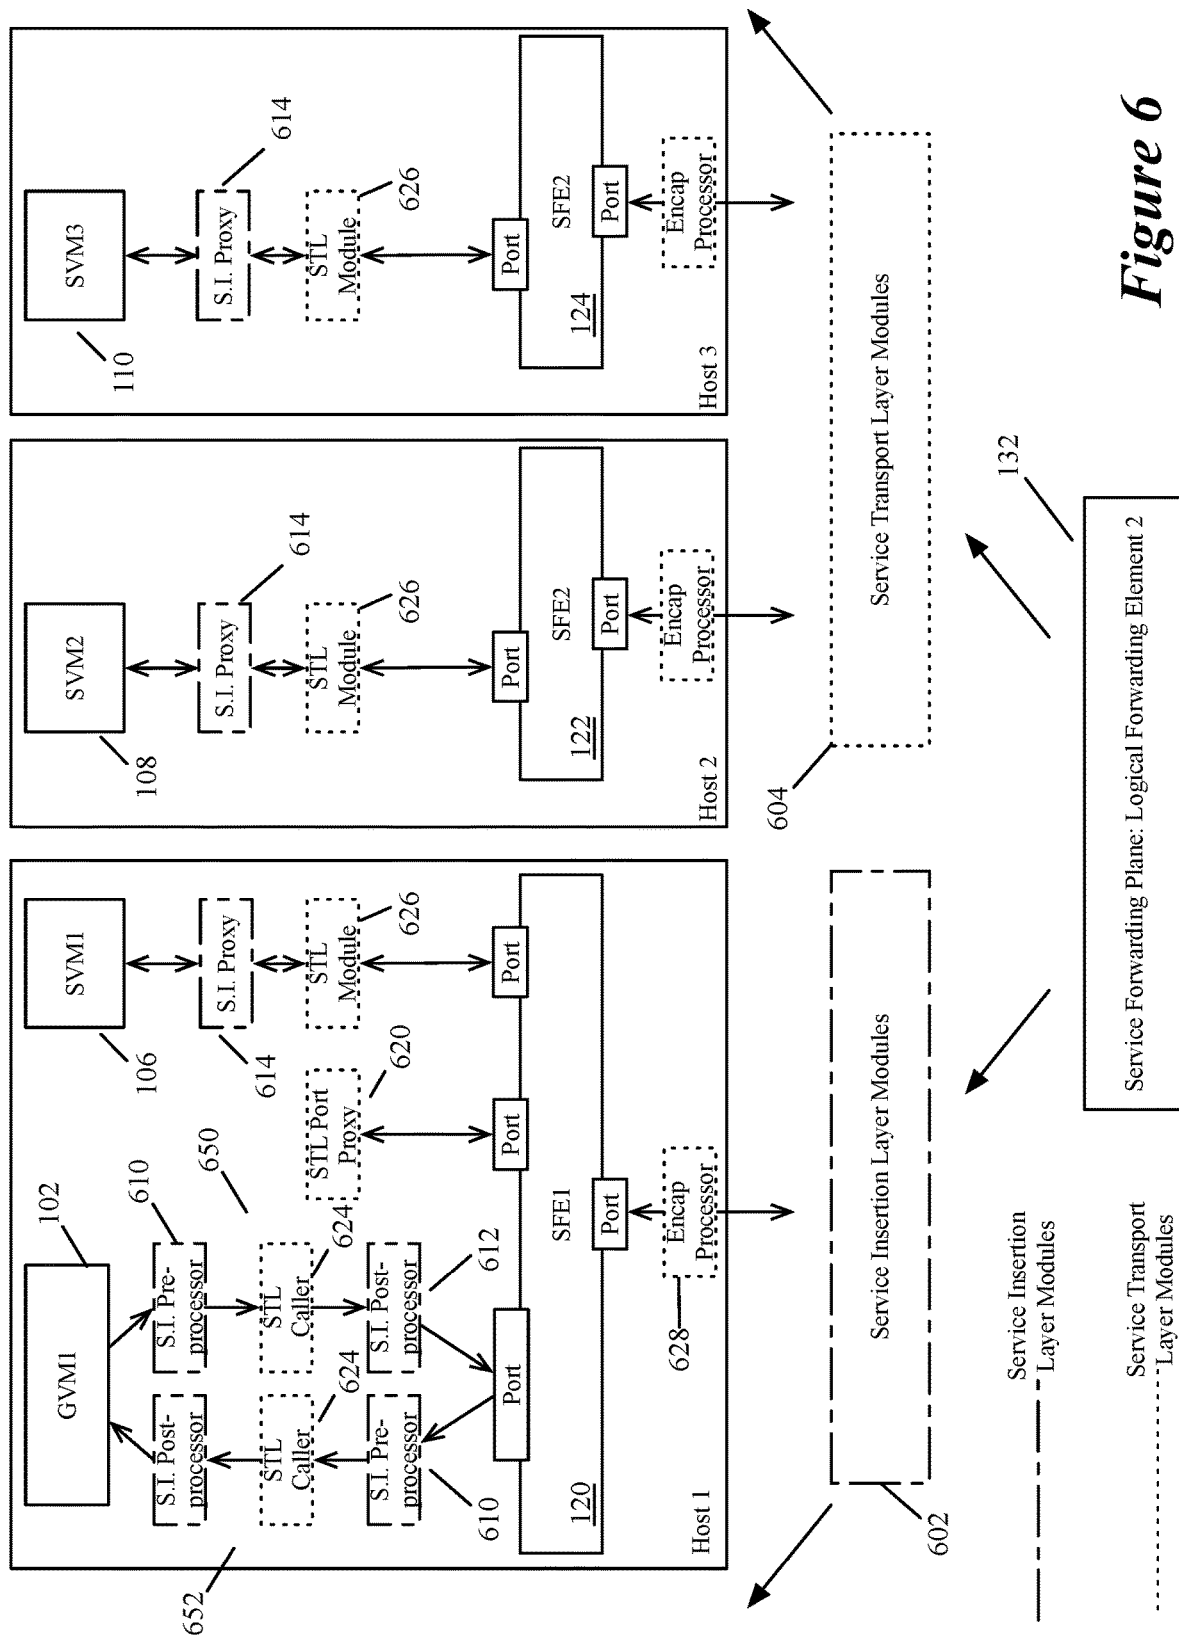 GVM1
102
S.I. Post-
processor
S.I. Pre-
processor
610
652
STL
Caller
624
STL
Caller
624
650
S.I. Pre-
processor
610
S.I. Post-
processor
612
STL Port
Proxy
620
SVM1
106
S.I. Proxy
614
STL
Module
626
Port
Port
Port
120
SFE1
Port
Encap
Processor
628
Host 1
SVM2
108
S.I. Proxy
614
STL
Module
626
Port
122
SFE2
Port
Encap
Processor
Host 2
SVM3
110
S.I. Proxy
614
STL
Module
626
Port
124
SFE2
Port
Encap
Processor
Host 3
Service Insertion Layer Modules
602
Service Transport Layer Modules
604
Service Forwarding Plane: Logical Forwarding Element 2
132
Service Insertion
Layer Modules
Service Transport
Layer Modules
Figure 6